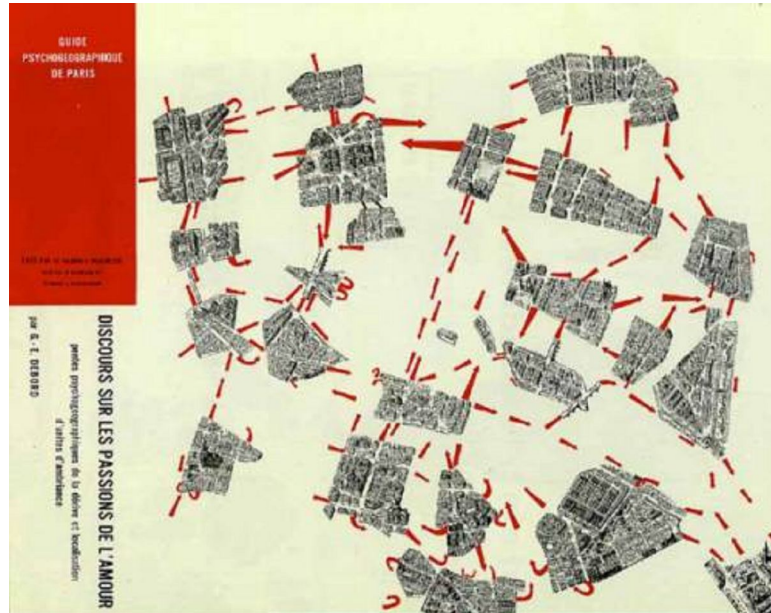 GUIDE
PSYCHOGEOGRAPHIQUE
DE PARIS
DISCOURS SUR LES PASSIONS DE L'AMOUR
pentes psychogeographiques de la dérive et localisation
d'unités d'ambiance
par G.-E. DEBORD